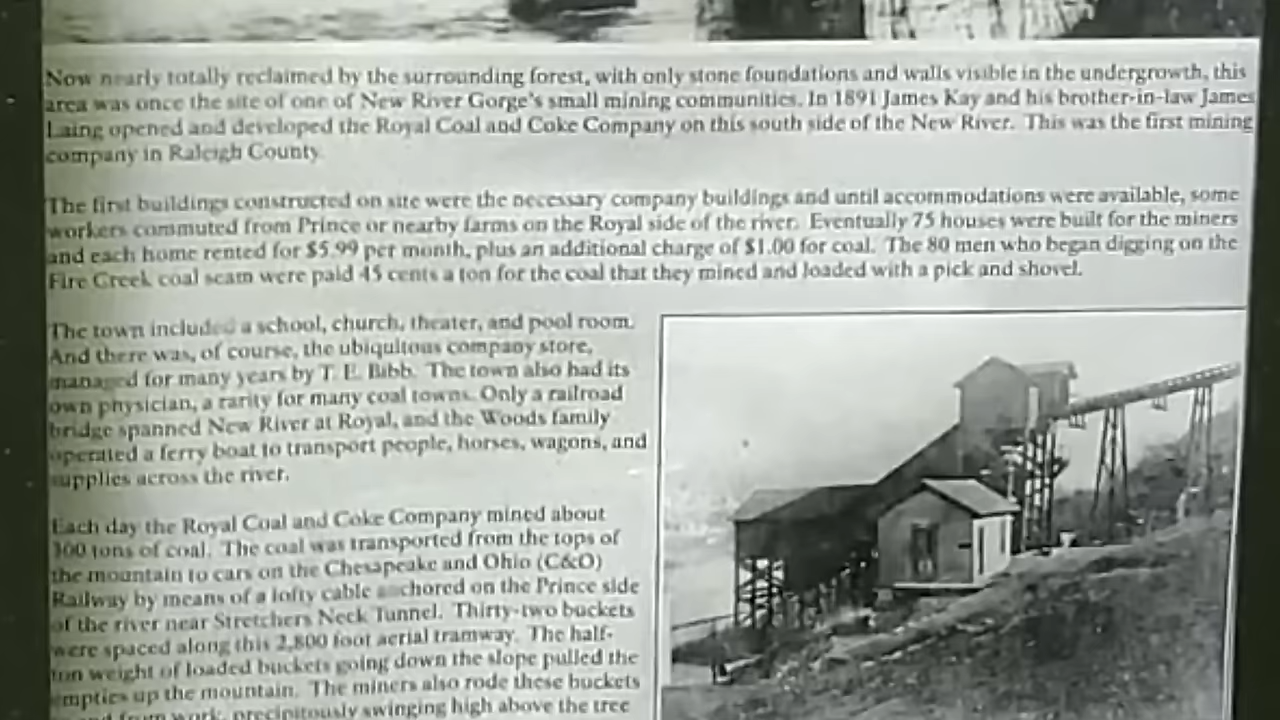 Now nearly totally reclaimed by the surrounding forest, with only stone foundations and walls visible in the undergrowth, this
area was once the site of one of New River Gorge's small mining communities. In 1891 James Kay and his brother-in-law James
Laing opened and developed the Royal Coal and Coke Company on this south side of the New River. This was the first mining
company in Raleigh County.
The first buildings constructed on site were the necessary company buildings and until accommodations were available, some
workers commuted from Prince or nearby farms on the Royal side of the river. Eventually 75 houses were built for the miners
and each home rented for $5.99 per month, plus an additional charge of $1.00 for coal. The 80 men who began digging on the
Fire Creek coal seam were paid 45 cents a ton for the coal that they mined and loaded with a pick and shovel.
The town included a school, church, theater, and pool room.
And there was, of course, the ubiquitous company store,
managed for many years by T. E. Bibb. The town also had its
own physician, a rarity for many coal towns. Only a railroad
bridge spanned New River at Royal, and the Woods family
operated a ferry boat to transport people, horses, wagons, and
supplies across the river.
Each day the Royal Coal and Coke Company mined about
300 tons of coal. The coal was transported from the tops of
the mountain to cars on the Chesapeake and Ohio (C&O)
Railway by means of a lofty cable anchored on the Prince side
of the river near Stretchers Neck Tunnel. Thirty-two buckets
were spaced along this 2,800 foot aerial tramway. The half-
ton weight of loaded buckets going down the slope pulled the
empties up the mountain. The miners also rode these buckets
from work, precipitously swinging high above the tree